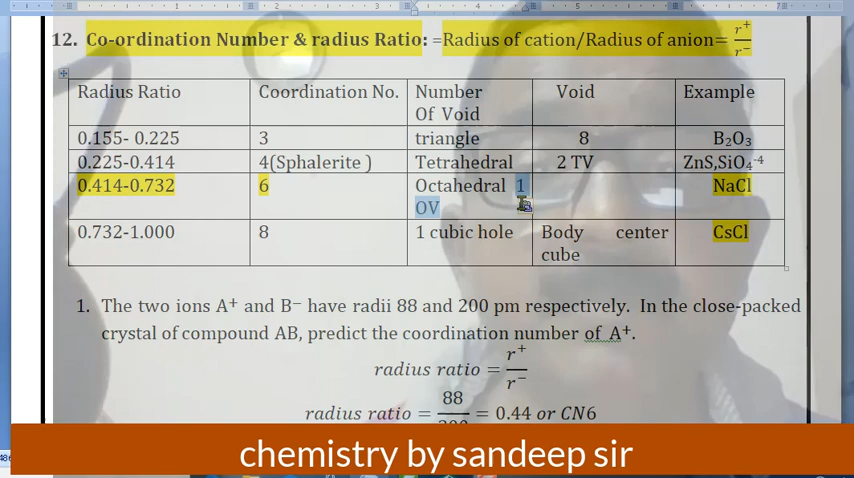 12. Co-ordination Number & radius Ratio: =Radius of cation/Radius of anion= r⁺/r⁻
Radius Ratio Coordination No. Number Of Void Void Example
0.155- 0.225 3 triangle 8 B₂O₃
0.225-0.414 4(Sphalerite ) Tetrahedral 2 TV ZnS,SiO₄⁻⁴
0.414-0.732 6 Octahedral 1 OV NaCl
0.732-1.000 8 1 cubic hole Body center cube CsCl
1. The two ions A⁺ and B⁻ have radii 88 and 200 pm respectively. In the close-packed
crystal of compound AB, predict the coordination number of A⁺.
radius ratio = r⁺/r⁻
radius ratio = 88/200 = 0.44 or CN6
chemistry by sandeep sir